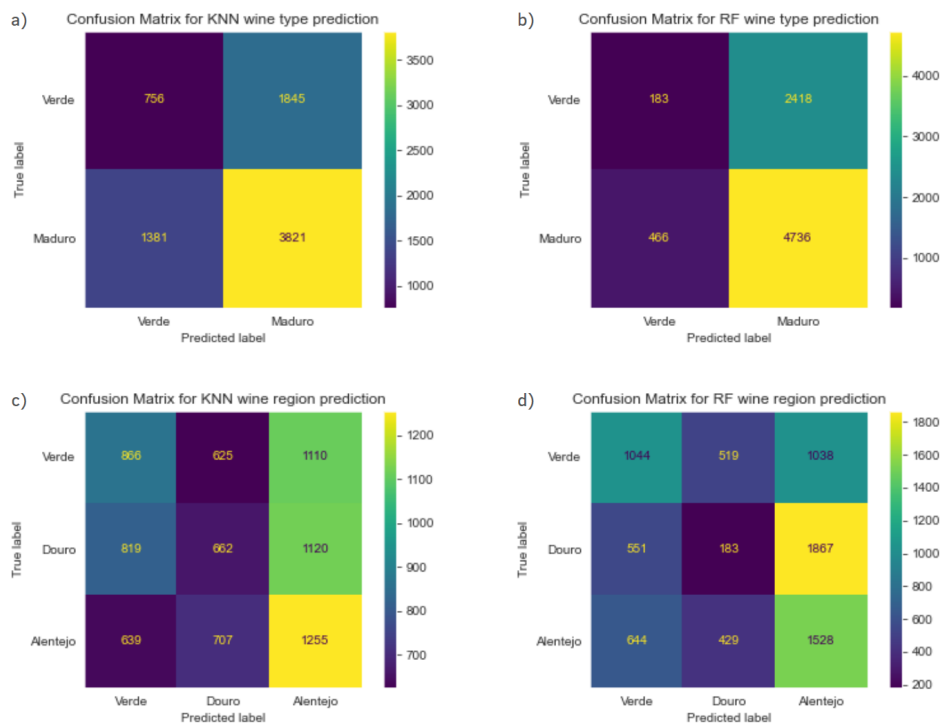 a) Confusion Matrix for KNN wine type prediction
Verde 756 1845
Maduro 1381 3821
Verde Maduro
Predicted label
True label
3500
3000
2500
2000
1500
1000
b) Confusion Matrix for RF wine type prediction
Verde 183 2418
Maduro 466 4736
Verde Maduro
Predicted label
True label
4000
3000
2000
1000
c) Confusion Matrix for KNN wine region prediction
Verde 866 625 1110
Douro 819 662 1120
Alentejo 639 707 1255
Verde Douro Alentejo
Predicted label
True label
1200
1100
1000
900
800
700
d) Confusion Matrix for RF wine region prediction
Verde 1044 519 1038
Douro 551 183 1867
Alentejo 644 429 1528
Verde Douro Alentejo
Predicted label
True label
1800
1600
1400
1200
1000
800
600
400
200